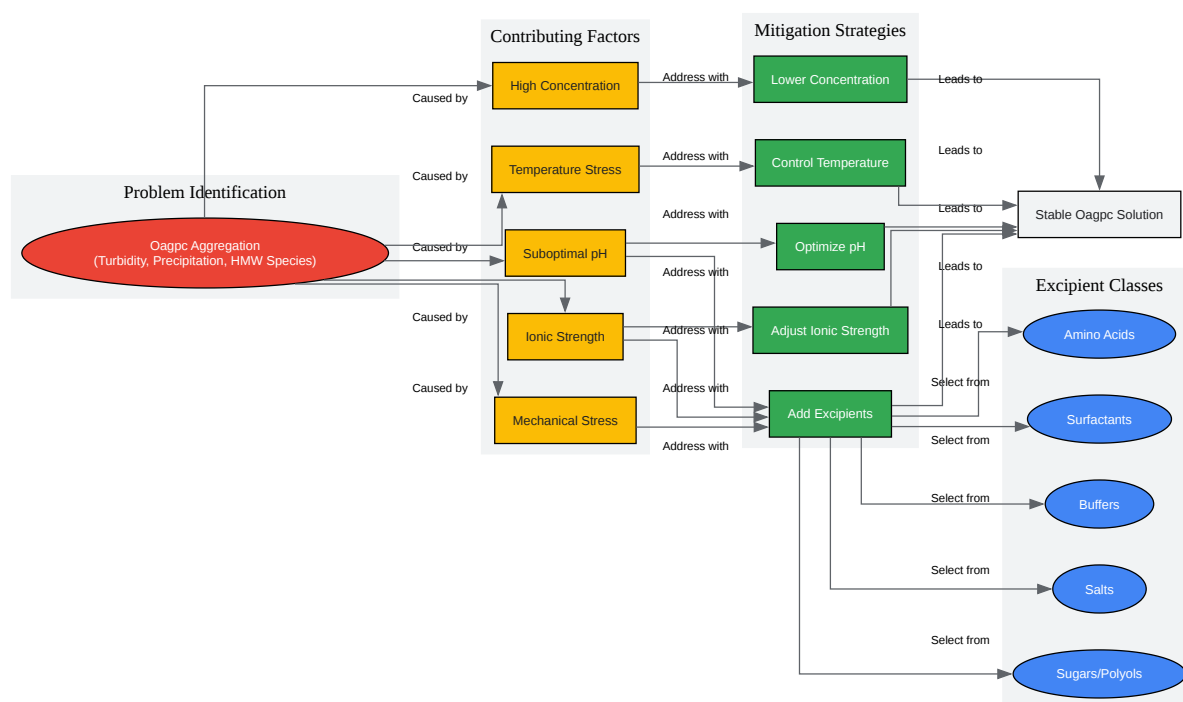 Problem Identification
Oagpc Aggregation
(Turbidity, Precipitation, HMW Species)
Caused by
Caused by
Caused by
Caused by
Caused by
Contributing Factors
High Concentration
Temperature Stress
Suboptimal pH
Ionic Strength
Mechanical Stress
Address with
Address with
Address with
Address with
Address with
Address with
Address with
Mitigation Strategies
Lower Concentration
Control Temperature
Optimize pH
Adjust Ionic Strength
Add Excipients
Leads to
Leads to
Leads to
Leads to
Leads to
Select from
Select from
Select from
Select from
Select from
Stable Oagpc Solution
Excipient Classes
Amino Acids
Surfactants
Buffers
Salts
Sugars/Polyols